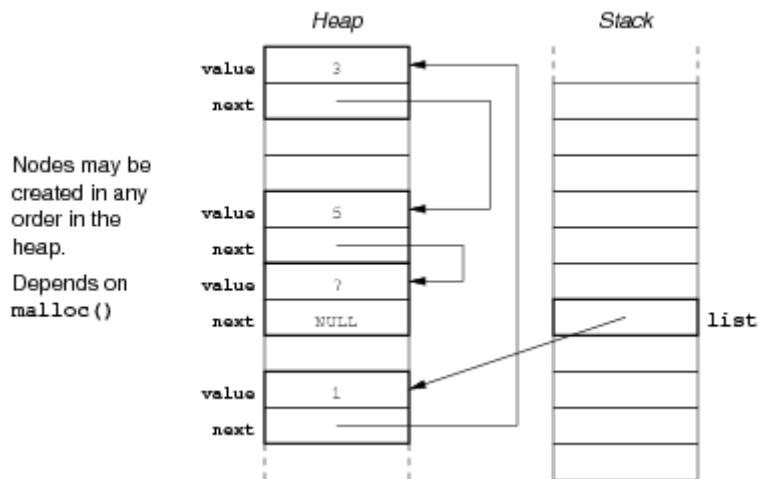 Heap
Stack
value 3
next
Nodes may be
created in any
order in the
heap.
Depends on
malloc()
value 5
next
value 7
next NULL
list
value 1
next